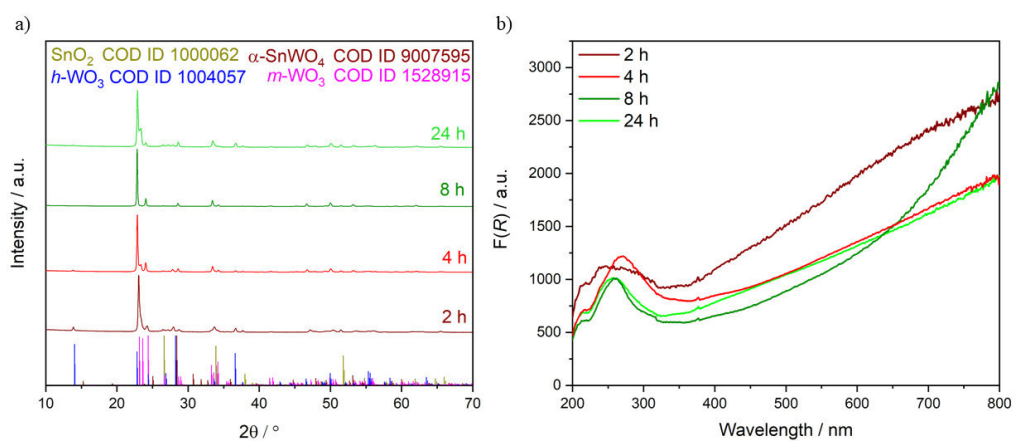 a)
SnO2 COD ID 1000062 α-SnWO4 COD ID 9007595
h-WO3 COD ID 1004057 m-WO3 COD ID 1528915
24 h
8 h
4 h
2 h
Intensity / a.u.
10 20 30 40 50 60 70
2θ / °
b)
2 h
4 h
8 h
24 h
3000
2500
2000
1500
1000
500
0
F(R) / a.u.
200 300 400 500 600 700 800
Wavelength / nm